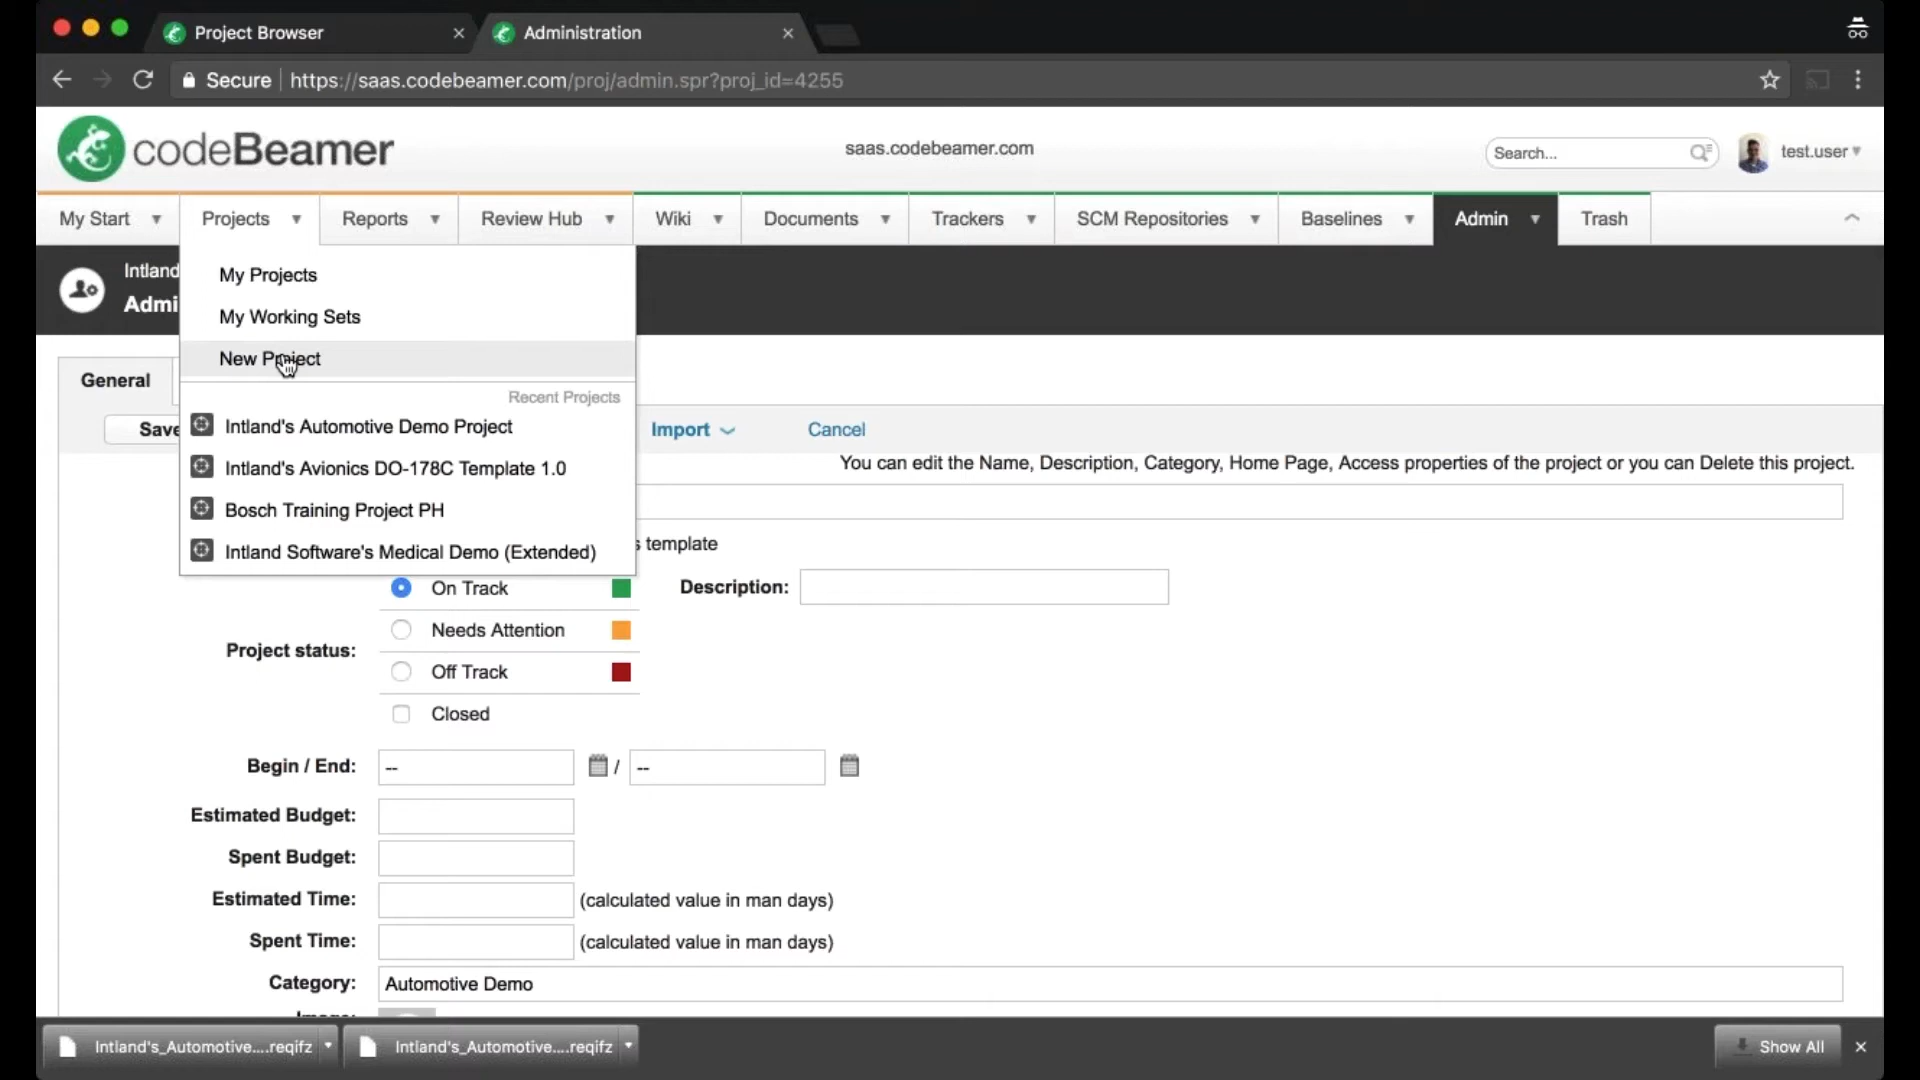 Project Browser
Administration
Secure https://saas.codebeamer.com/proj/admin.spr?proj_id=4255
codeBeamer
saas.codebeamer.com
Search...
test.user
My Start Projects Reports Review Hub Wiki Documents Trackers SCM Repositories Baselines Admin Trash
Intland
Admi
My Projects
My Working Sets
New Project
Recent Projects
Intland's Automotive Demo Project
Intland's Avionics DO-178C Template 1.0
Bosch Training Project PH
Intland Software's Medical Demo (Extended)
General
Save Import Cancel
You can edit the Name, Description, Category, Home Page, Access properties of the project or you can Delete this project.
s template
Project status:
On Track
Needs Attention
Off Track
Closed
Description:
Begin / End: -- / --
Estimated Budget:
Spent Budget:
Estimated Time: (calculated value in man days)
Spent Time: (calculated value in man days)
Category: Automotive Demo
Intland's_Automotive....reqifz
Intland's_Automotive....reqifz
Show All